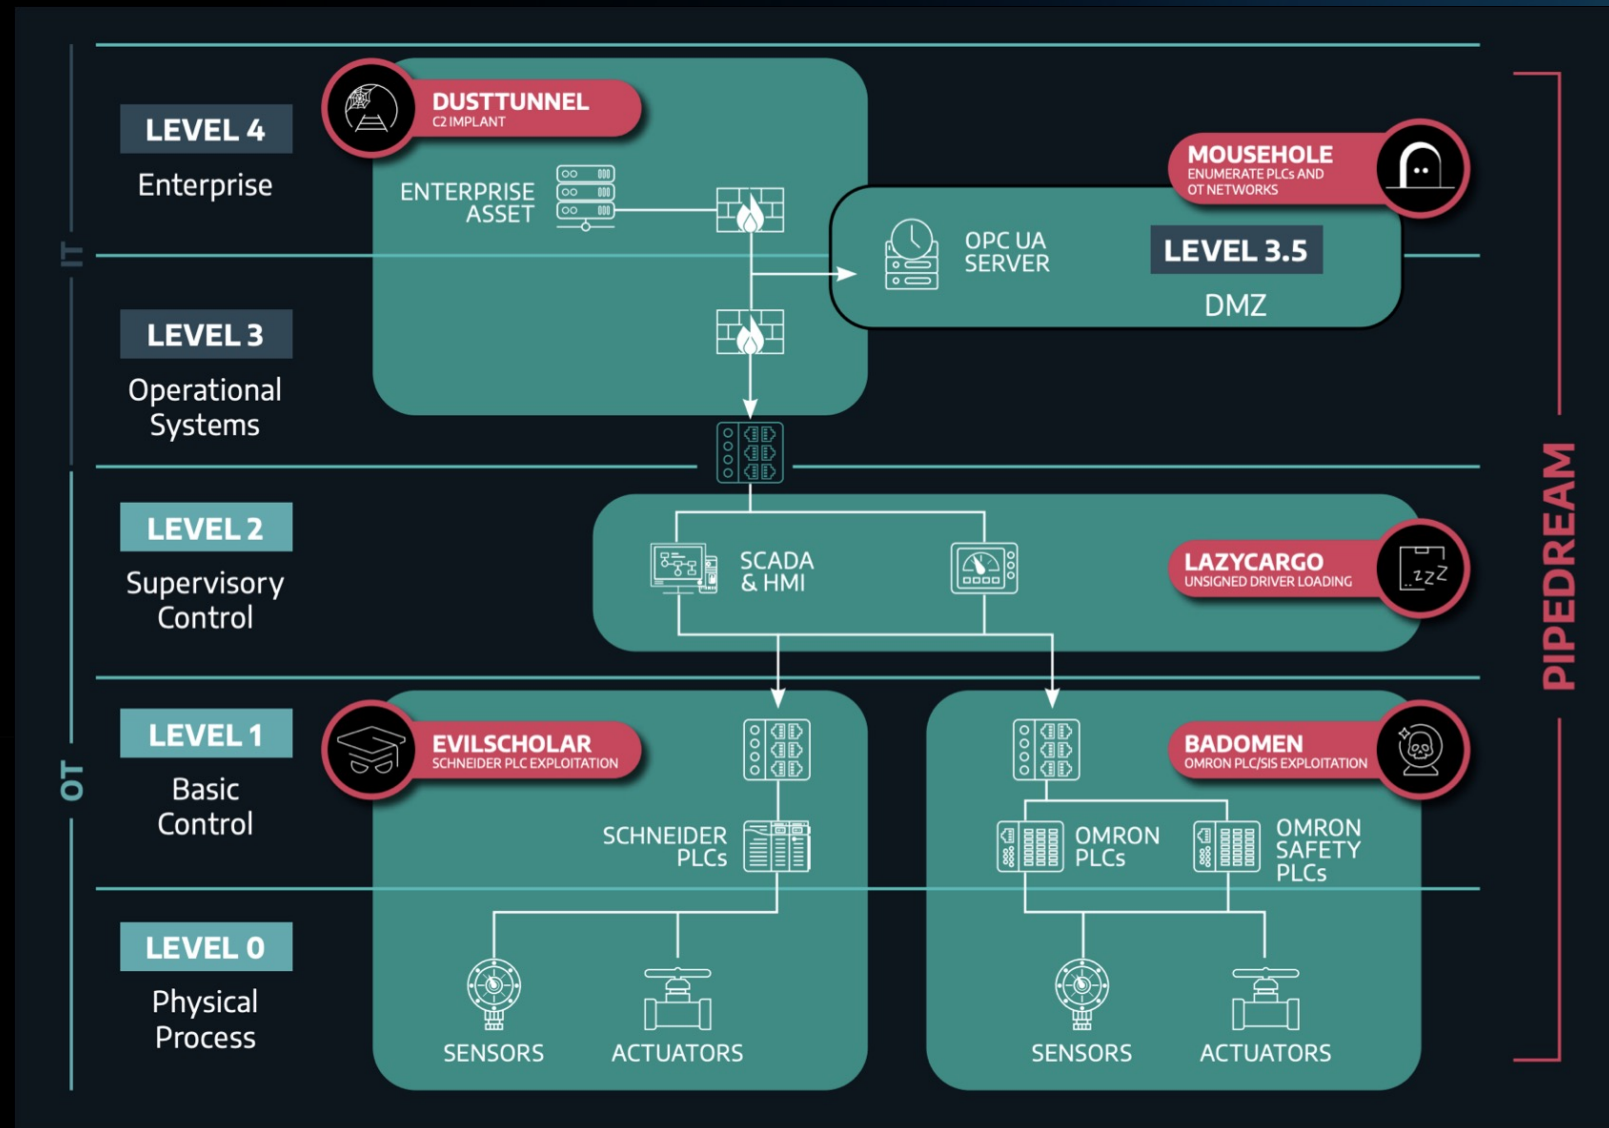 DUSTTUNNEL
C2 IMPLANT
LEVEL 4
Enterprise
ENTERPRISE
ASSET
MOUSEHOLE
ENUMERATE PLCs AND
OT NETWORKS
OPC UA
SERVER
LEVEL 3.5
DMZ
IT
LEVEL 3
Operational
Systems
LEVEL 2
Supervisory
Control
SCADA
& HMI
LAZYCARGO
UNSIGNED DRIVER LOADING
..zzZ
PIPEDREAM
OT
LEVEL 1
Basic
Control
EVILSCHOLAR
SCHNEIDER PLC EXPLOITATION
SCHNEIDER
PLCs
BADOMEN
OMRON PLC/SIS EXPLOITATION
OMRON
PLCs
OMRON
SAFETY
PLCs
LEVEL 0
Physical
Process
SENSORS
ACTUATORS
SENSORS
ACTUATORS